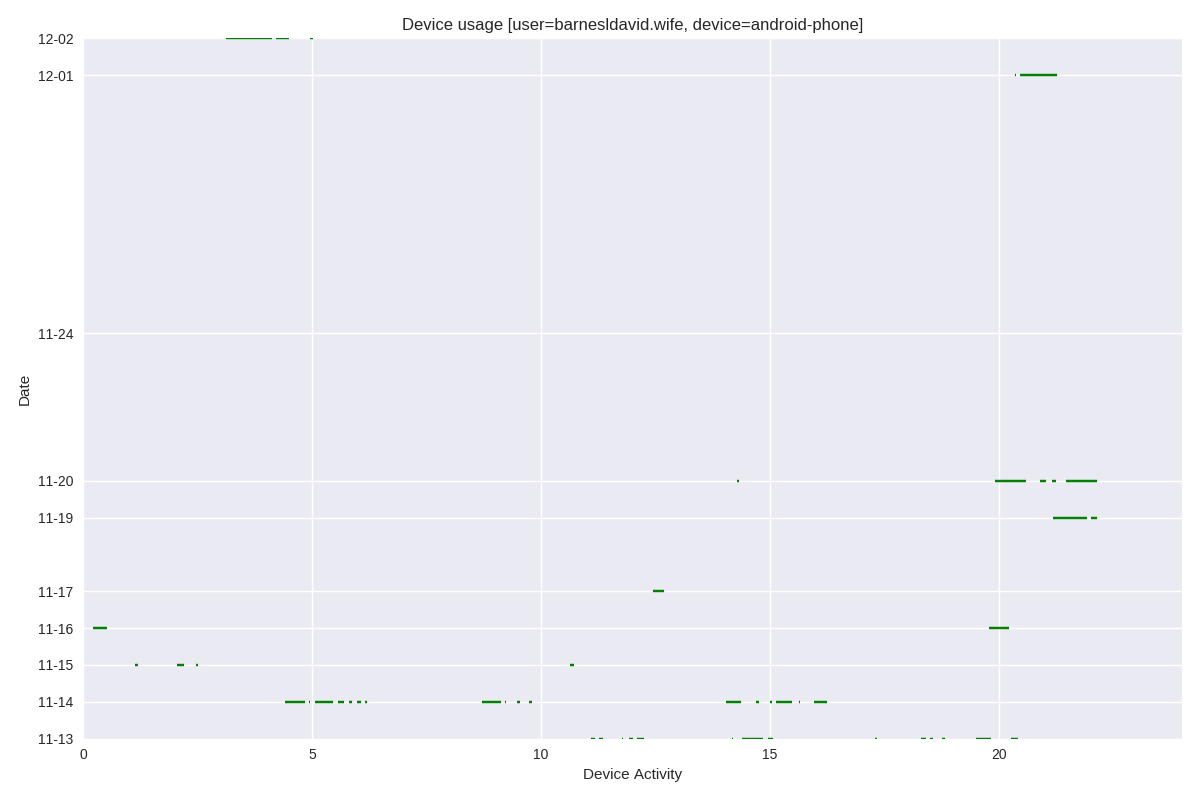 Device usage [user=barnesldavid.wife, device=android-phone]
12-02
12-01
11-24
11-20
11-19
11-17
11-16
11-15
11-14
11-13
Date
0 5 10 15 20
Device Activity